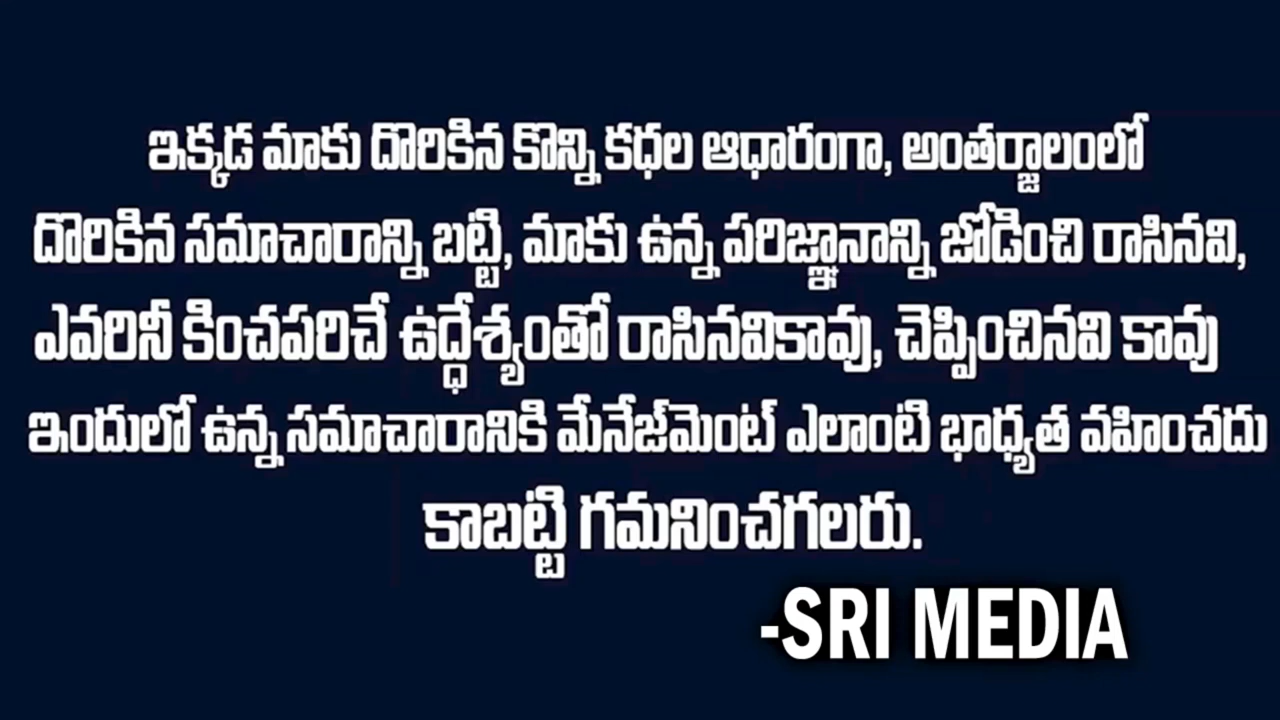 ఇక్కడ మాకు దొరికిన కొన్ని కధల ఆధారంగా, అంతర్జాలంలో
దొరికిన సమాచారాన్ని బట్టి, మాకు ఉన్న పరిజ్ఞానాన్ని జోడించి రాసినవి,
ఎవరినీ కించపరిచే ఉద్ధేశ్యంతో రాసినవికావు, చెప్పించినవి కావు
ఇందులో ఉన్న సమాచారానికి మేనేజ్‌మెంట్ ఎలాంటి భాధ్యత వహించదు
కాబట్టి గమనించగలరు.
-SRI MEDIA